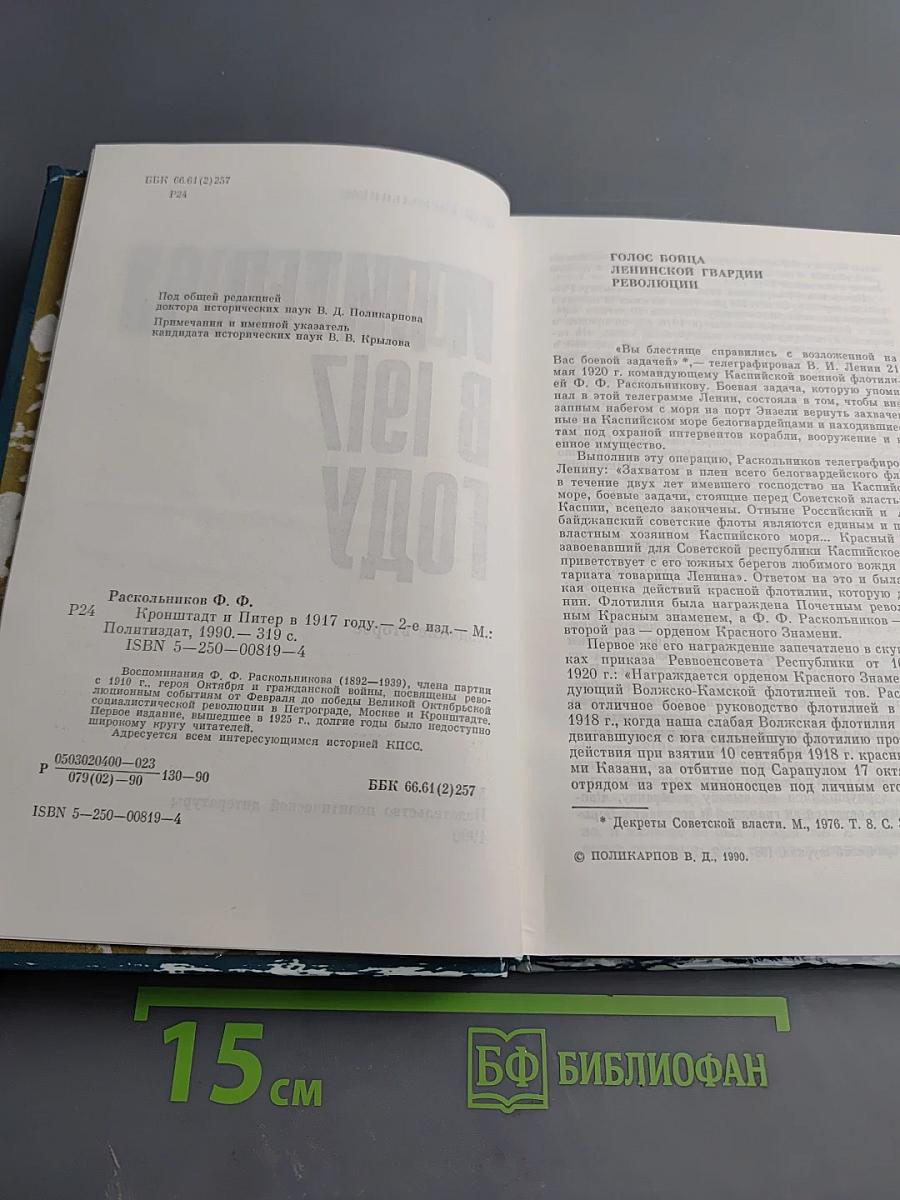 ББК 66.61(2)257
Р24
Под общей редакцией
доктора исторических наук В. Д. Поликарпова
Примечания и именной указатель
кандидата исторических наук В. В. Крылова
Раскольников Ф. Ф.
Р24 Кронштадт и Питер в 1917 году.— 2-е изд.— М.:
Политиздат, 1990.— 319 с.
ISBN 5—250—00819—4
Воспоминания Ф. Ф. Раскольникова (1892—1939), члена партии
с 1910 г., героя Октября и гражданской войны, посвящены рево-
люционным событиям от Февраля до победы Великой Октябрьской
социалистической революции в Петрограде, Москве и Кронштадте.
Первое издание, вышедшее в 1925 г., долгие годы было недоступно
широкому кругу читателей.
Адресуется всем интересующимся историей КПСС.
Р 0503020400—023
079(02)—90 130—90
ББК 66.61(2)257
ISBN 5—250—00819—4
ГОЛОС БОЙЦА
ЛЕНИНСКОЙ ГВАРДИИ
РЕВОЛЮЦИИ
«Вы блестяще справились с возложенной на
Вас боевой задачей» *,— телеграфировал В. И. Ленин 21
мая 1920 г. командующему Каспийской военной флотили-
ей Ф. Ф. Раскольникову. Боевая задача, которую упоми-
нал в этой телеграмме Ленин, состояла в том, чтобы вне-
запным набегом с моря на порт Энзели вернуть захвачен-
ные на Каспийском море белогвардейцами и находившиес
там под охраной интервентов корабли, вооружение и
енное имущество.
Выполнив эту операцию, Раскольников телеграфиро
Ленину: «Захватом в плен всего белогвардейского фл
в течение двух лет имевшего господство на Каспийс
море, боевые задачи, стоящие перед Советской власть
Каспии, всецело закончены. Отныне Российский и
байджанский советские флоты являются единым и п
властным хозяином Каспийского моря... Красный
завоевавший для Советской республики Каспийское
приветствует с его южных берегов любимого вождя
тариата товарища Ленина». Ответом на это и была
кая оценка действий красной флотилии, которую д
нин. Флотилия была награждена Почетным револ
ным Красным знаменем, а Ф. Ф. Раскольников —
второй раз — орденом Красного Знамени.
Первое же его награждение запечатлено в ску
ках приказа Реввоенсовета Республики от 1
1920 г.: «Награждается орденом Красного Знаме
дующий Волжско-Камской флотилией тов. Рас
за отличное боевое руководство флотилией в
1918 г., когда наша слабая Волжская флотилия
двигавшуюся с юга сильнейшую флотилию про
действия при взятии 10 сентября 1918 г. красн
ми Казани, за отбитие под Сарапулом 17 окт
отрядом из трех миноносцев под личным его
* Декреты Советской власти. М., 1976. Т. 8. С.
© ПОЛИКАРПОВ В. Д., 1990.
15 см
БФ БИБЛИОФАН